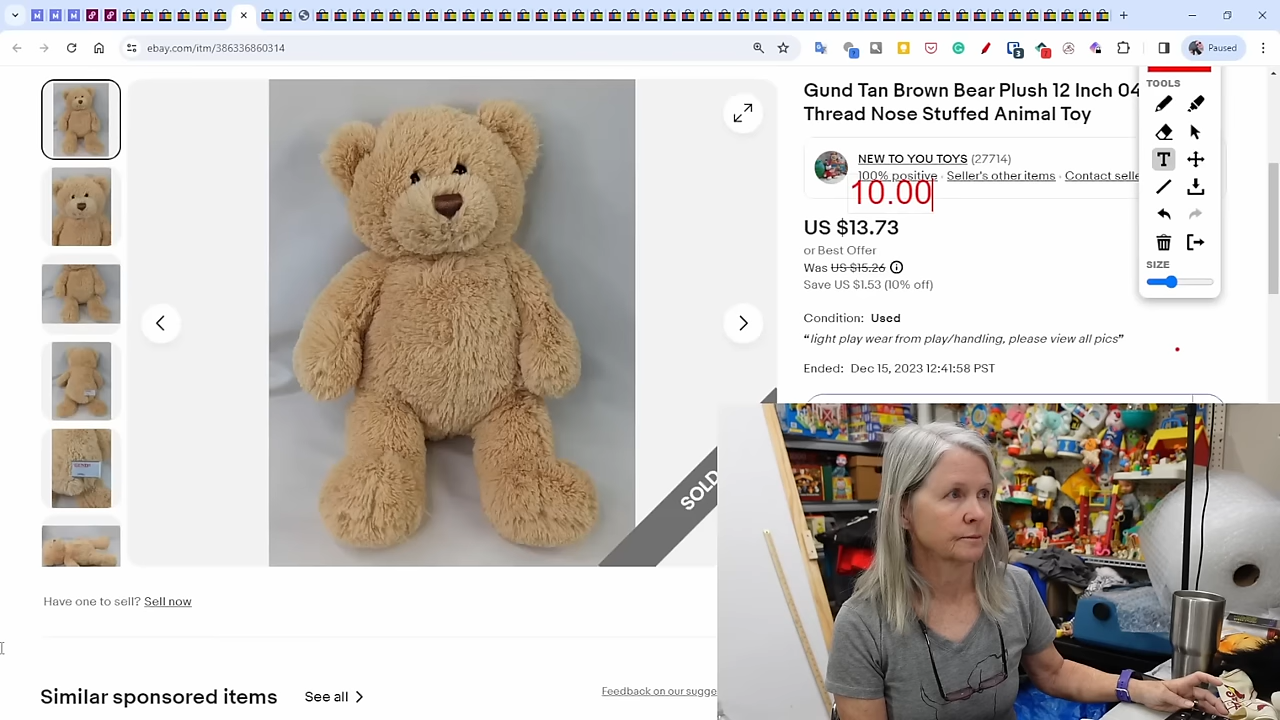 ebay.com/itm/386336860314
Paused
Gund Tan Brown Bear Plush 12 Inch 04
Thread Nose Stuffed Animal Toy
NEW TO YOU TOYS (27714)
100% positive · Seller's other items · Contact selle
10.00
US $13.73
or Best Offer
Was US $15.26
Save US $1.53 (10% off)
Condition: Used
“light play wear from play/handling, please view all pics”
Ended: Dec 15, 2023 12:41:58 PST
TOOLS
T
SIZE
SOLD
Have one to sell? Sell now
Similar sponsored items See all
Feedback on our sugge